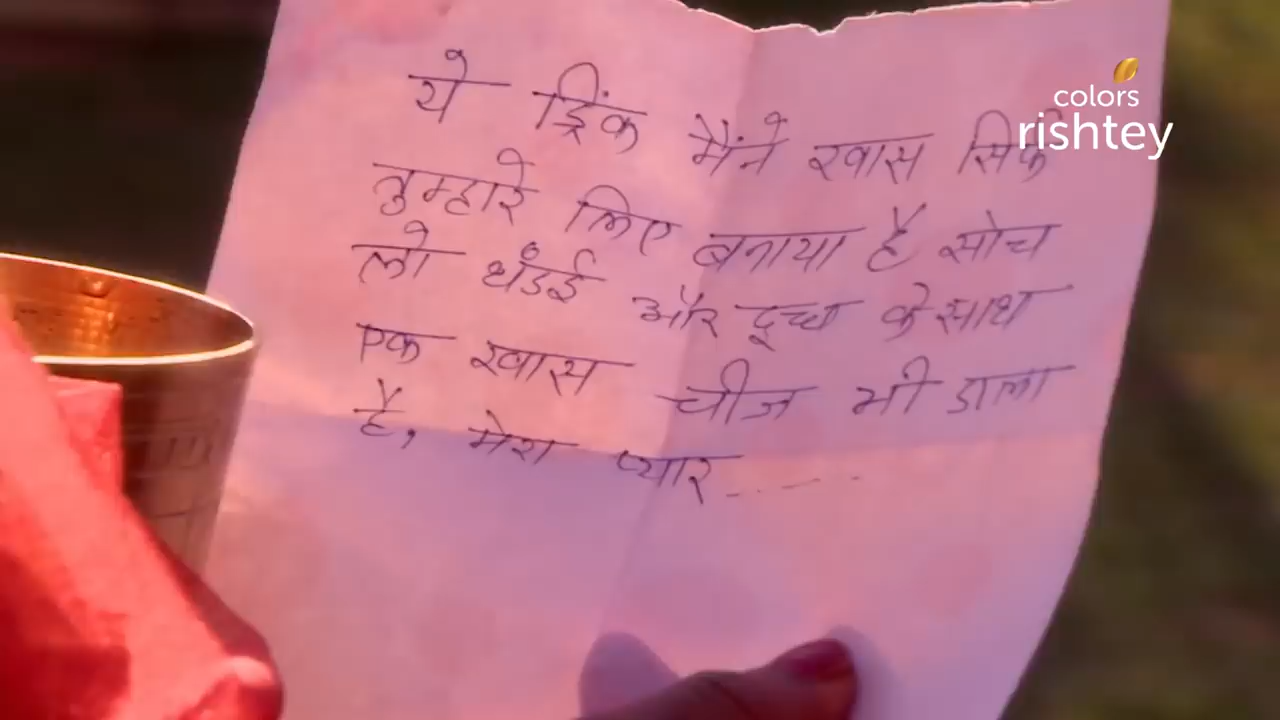 colors
rishtey
ये ड्रिंक मैंने खास सिर्फ
तुम्हारे लिए बनाया है सोच
लो थंडई और दूध के साथ
एक खास चीज भी डाला
है, मेरा प्यार.....